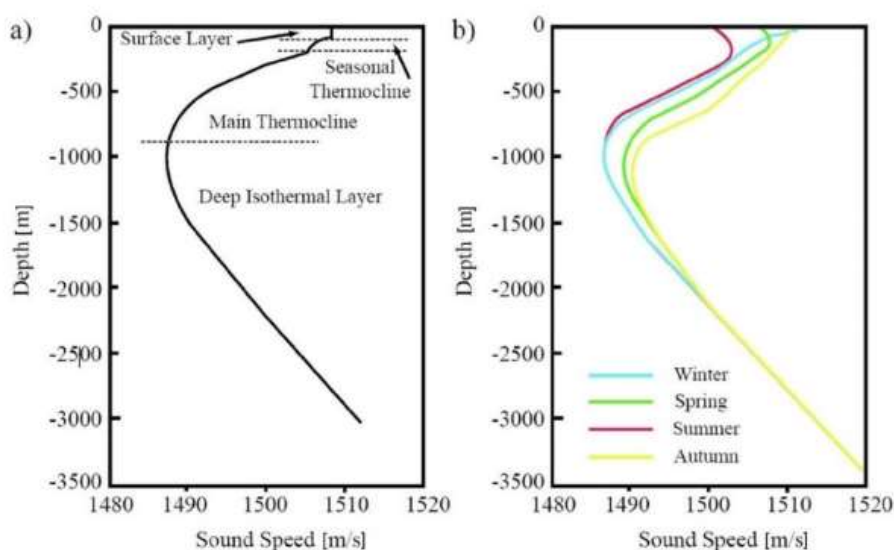 a)
0
-500
-1000
-1500
-2000
-2500
-3000
-3500
Depth [m]
Surface Layer
Seasonal
Thermocline
Main Thermocline
Deep Isothermal Layer
1480 1490 1500 1510 1520
Sound Speed [m/s]
b)
0
-500
-1000
-1500
-2000
-2500
-3000
-3500
Depth [m]
Winter
Spring
Summer
Autumn
1480 1490 1500 1510 1520
Sound Speed [m/s]